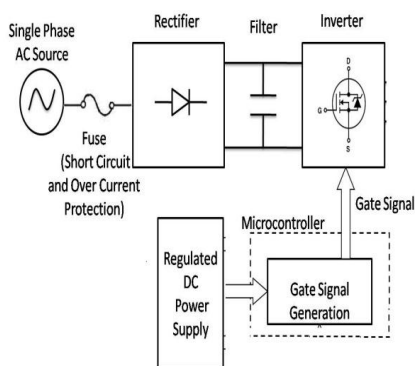 Single Phase
AC Source
Fuse
(Short Circuit
and Over Current
Protection)
Rectifier
Filter
Inverter
D
G
S
Gate Signal
Microcontroller
Regulated
DC
Power
Supply
Gate Signal
Generation